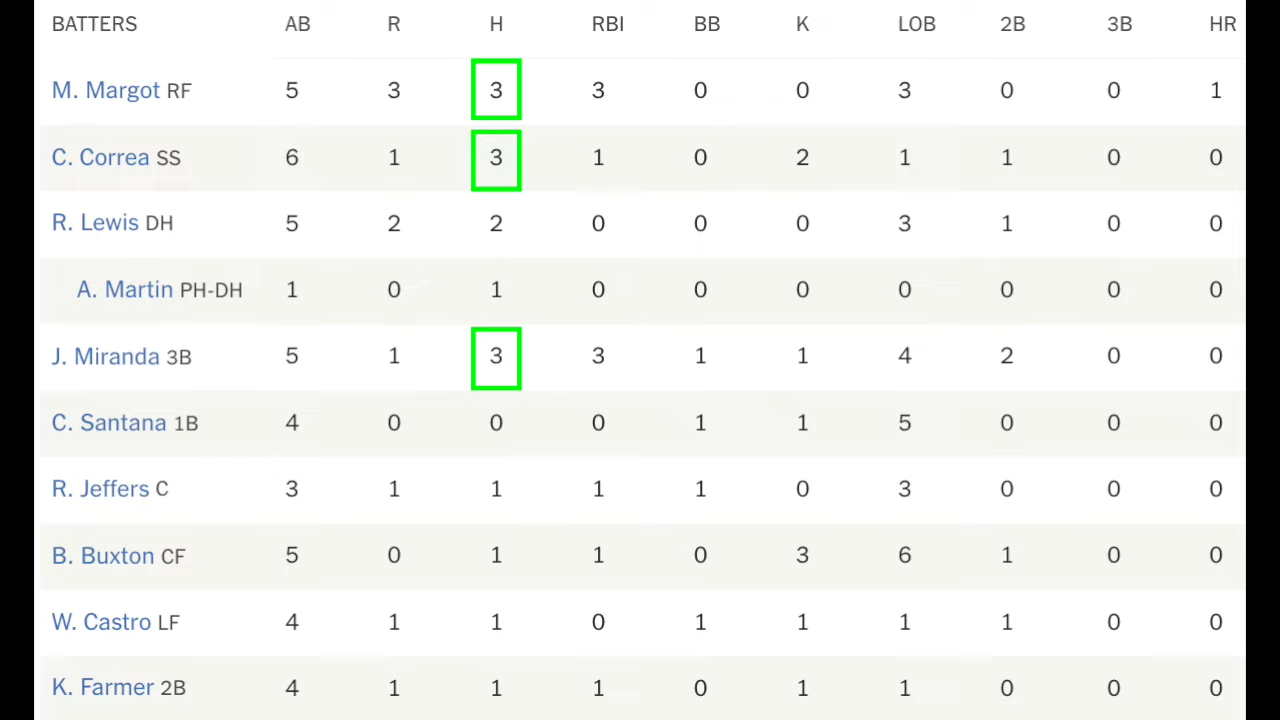 BATTERS AB R H RBI BB K LOB 2B 3B HR
M. Margot RF 5 3 3 3 0 0 3 0 0 1
C. Correa SS 6 1 3 1 0 2 1 1 0 0
R. Lewis DH 5 2 2 0 0 0 3 1 0 0
A. Martin PH-DH 1 0 1 0 0 0 0 0 0 0
J. Miranda 3B 5 1 3 3 1 1 4 2 0 0
C. Santana 1B 4 0 0 0 1 1 5 0 0 0
R. Jeffers C 3 1 1 1 1 0 3 0 0 0
B. Buxton CF 5 0 1 1 0 3 6 1 0 0
W. Castro LF 4 1 1 0 1 1 1 1 0 0
K. Farmer 2B 4 1 1 1 0 1 1 0 0 0